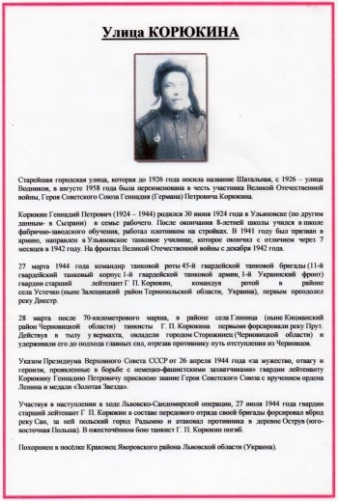 Улица КОРЮКИНА
Старейшая городская улица, которая до 1926 года носила название Шатальная, с 1926 – улица
Водников, в августе 1958 года была переименована в честь участника Великой Отечественной
войны, Героя Советского Союза Геннадия (Германа) Петровича Корюкина.
Корюкин Геннадий Петрович (1924 – 1944) родился 30 июня 1924 года в Ульяновске (по другим
данным- в Сызрани) в семье рабочего. После окончания 8-летней школы учился в школе
фабрично-заводского обучения, работал плотником на стройках. В 1941 году был призван в
армию, направлен в Ульяновское танковое училище, которое окончил с отличием через 7
месяцев в 1942 году. На фронтах Великой Отечественной войны с декабря 1942 года.
27 марта 1944 года командир танковой роты 45-й гвардейской танковой бригады (11-й
гвардейский танковый корпус 1-й гвардейской танковой армии, 1-й Украинский фронт)
гвардии старший лейтенант Г. П. Корюкин, командуя ротой в районе
села Устечко (ныне Залещицкий район Тернопольской области, Украина), первым преодолел
реку Днестр.
28 марта после 70-километрового марша, в районе села Глиница (ныне Кицманский
район Черновицкой области) танкисты Г. П. Корюкина первыми форсировали реку Прут.
Действуя в тылу у вермахта, овладели городом Сторожинец (Черновицкой области) и
удерживали его до подхода главных сил, отрезав противнику путь отступления из Черновцов.
Указом Президиума Верховного Совета СССР от 26 апреля 1944 года «за мужество, отвагу и
героизм, проявленные в борьбе с немецко-фашистскими захватчиками» гвардии лейтенанту
Корюкину Геннадию Петровичу присвоено звание Героя Советского Союза с вручением ордена
Ленина и медали «Золотая Звезда».
Участвуя в наступлении в ходе Львовско-Сандомирской операции, 27 июля 1944 года гвардии
старший лейтенант Г. П. Корюкин в составе передового отряда своей бригады форсировал вброд
реку Сан, за ней польский город Радымно и атаковал противника в деревне Острув (юго-
восточная Польша). В ожесточённом бою танкист Г. П. Корюкин погиб.
Похоронен в посёлке Краковец Яворовского района Львовской области (Украина).